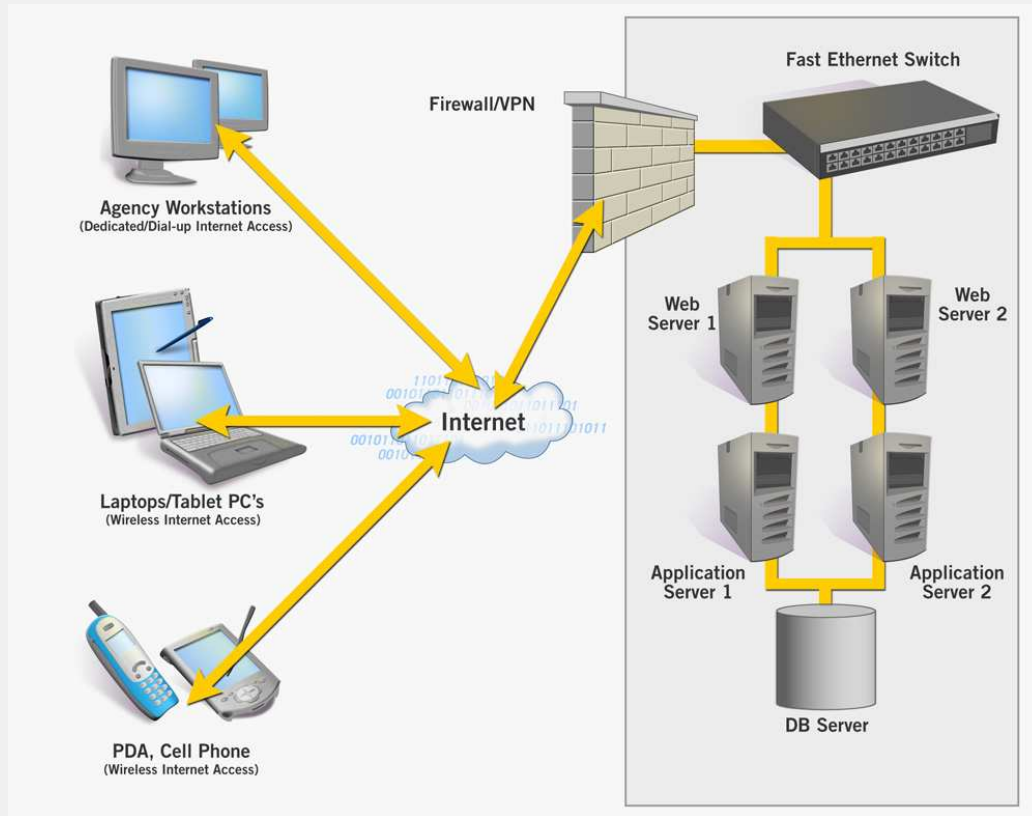 Fast Ethernet Switch
Firewall/VPN
Agency Workstations
(Dedicated/Dial-up Internet Access)
Web
Server 1
Web
Server 2
Internet
Laptops/Tablet PC's
(Wireless Internet Access)
Application
Server 1
Application
Server 2
DB Server
PDA, Cell Phone
(Wireless Internet Access)